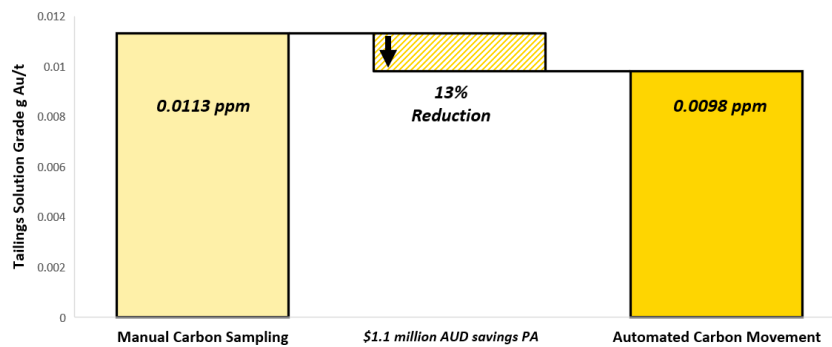 Tailings Solution Grade g Au/t
0.012
0.01
0.008
0.006
0.004
0.002
0
0.0113 ppm
13%
Reduction
0.0098 ppm
Manual Carbon Sampling
$1.1 million AUD savings PA
Automated Carbon Movement